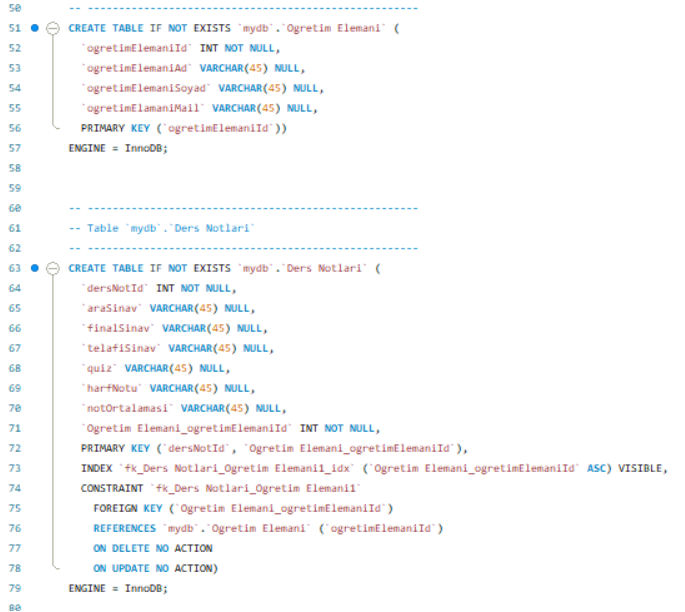 50 -- ----------------------------------------------------
51 CREATE TABLE IF NOT EXISTS `mydb`.`Ogretim Elemani` (
52 `ogretimElemaniId` INT NOT NULL,
53 `ogretimElemaniAd` VARCHAR(45) NULL,
54 `ogretimElemaniSoyad` VARCHAR(45) NULL,
55 `ogretimElamaniMail` VARCHAR(45) NULL,
56 PRIMARY KEY (`ogretimElemaniId`))
57 ENGINE = InnoDB;
58
59
60 -- ----------------------------------------------------
61 -- Table `mydb`.`Ders Notlari`
62 -- ----------------------------------------------------
63 CREATE TABLE IF NOT EXISTS `mydb`.`Ders Notlari` (
64 `dersNotId` INT NOT NULL,
65 `araSinav` VARCHAR(45) NULL,
66 `finalSinav` VARCHAR(45) NULL,
67 `telafiSinav` VARCHAR(45) NULL,
68 `quiz` VARCHAR(45) NULL,
69 `harfNotu` VARCHAR(45) NULL,
70 `notOrtalamasi` VARCHAR(45) NULL,
71 `Ogretim Elemani_ogretimElemaniId` INT NOT NULL,
72 PRIMARY KEY (`dersNotId`, `Ogretim Elemani_ogretimElemaniId`),
73 INDEX `fk_Ders Notlari_Ogretim Elemani1_idx` (`Ogretim Elemani_ogretimElemaniId` ASC) VISIBLE,
74 CONSTRAINT `fk_Ders Notlari_Ogretim Elemani1`
75 FOREIGN KEY (`Ogretim Elemani_ogretimElemaniId`)
76 REFERENCES `mydb`.`Ogretim Elemani` (`ogretimElemaniId`)
77 ON DELETE NO ACTION
78 ON UPDATE NO ACTION)
79 ENGINE = InnoDB;
80